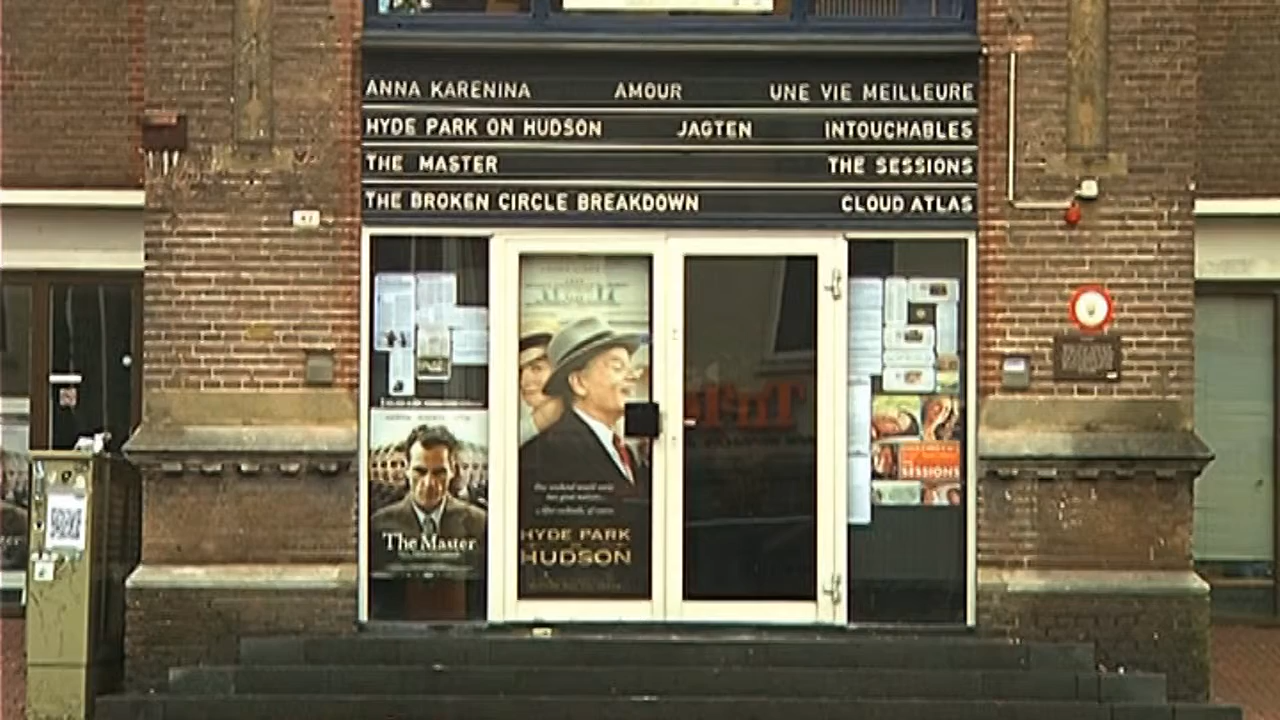 ANNA KARENINA AMOUR UNE VIE MEILLEURE
HYDE PARK ON HUDSON JAGTEN INTOUCHABLES
THE MASTER THE SESSIONS
THE BROKEN CIRCLE BREAKDOWN CLOUD ATLAS
The Master
HYDE PARK
HUDSON
SESSIONS